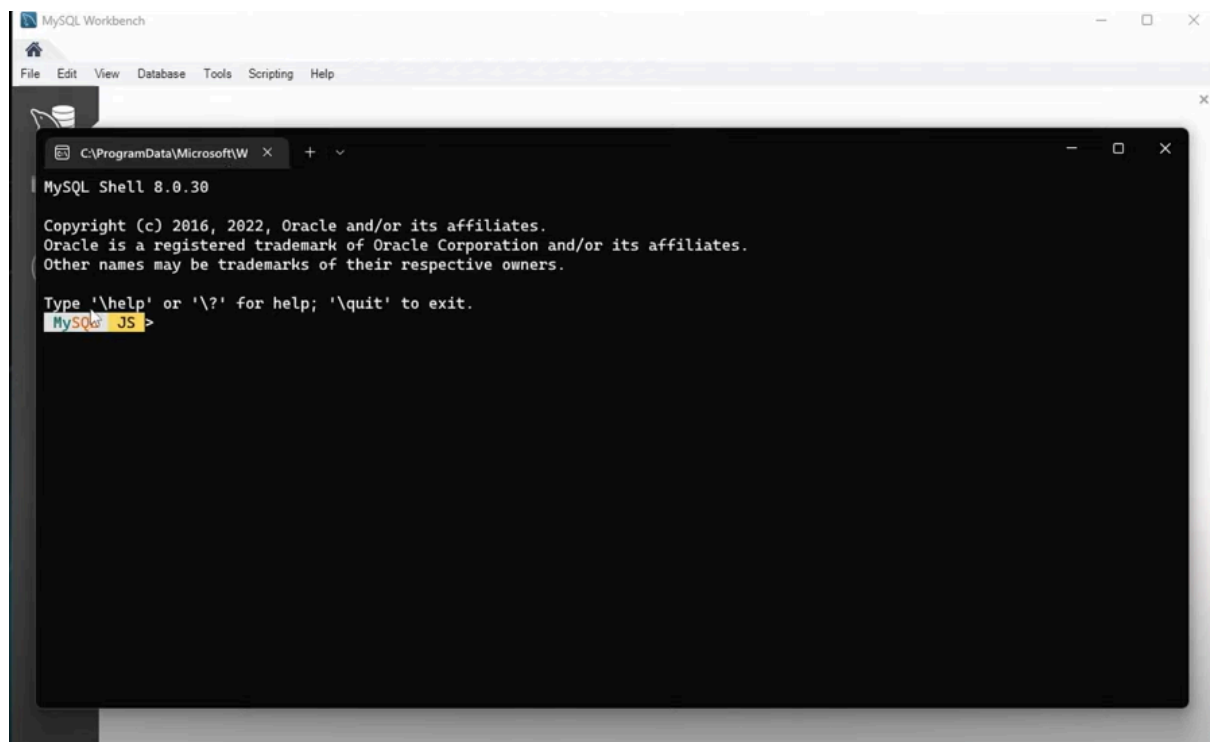 MySQL Workbench
File Edit View Database Tools Scripting Help
C:\ProgramData\Microsoft\W
MySQL Shell 8.0.30
Copyright (c) 2016, 2022, Oracle and/or its affiliates.
Oracle is a registered trademark of Oracle Corporation and/or its affiliates.
Other names may be trademarks of their respective owners.
Type '\help' or '\?' for help; '\quit' to exit.
MySQL JS >